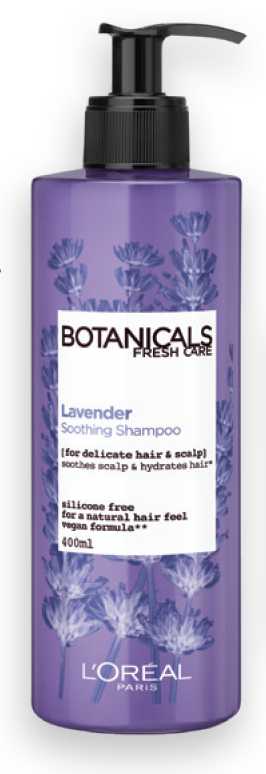 BOTANICALS
FRESH CARE
Lavender
Soothing Shampoo
[for delicate hair & scalp]
soothes scalp & hydrates hair*
silicone free
for a natural hair feel
vegan formula**
400ml
L'ORÉAL
PARIS